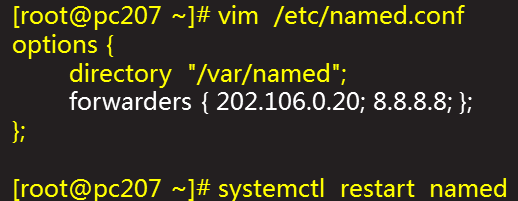 [root@pc207 ~]# vim /etc/named.conf
options {
directory "/var/named";
forwarders { 202.106.0.20; 8.8.8.8; };
};
[root@pc207 ~]# systemctl restart named